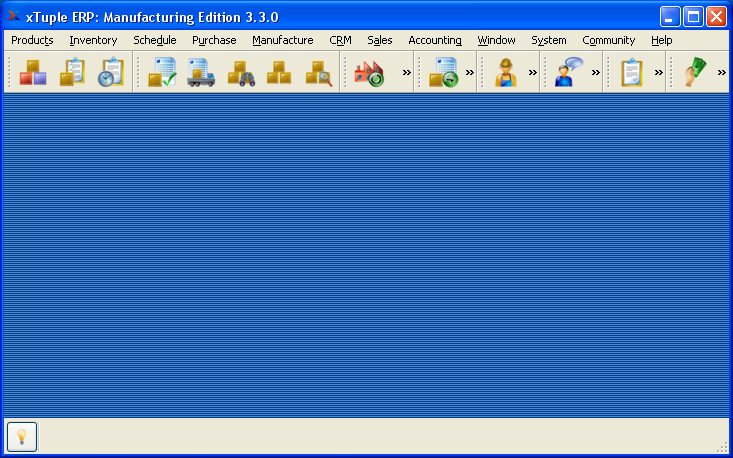 xTuple ERP: Manufacturing Edition 3.3.0
Products Inventory Schedule Purchase Manufacture CRM Sales Accounting Window System Community Help